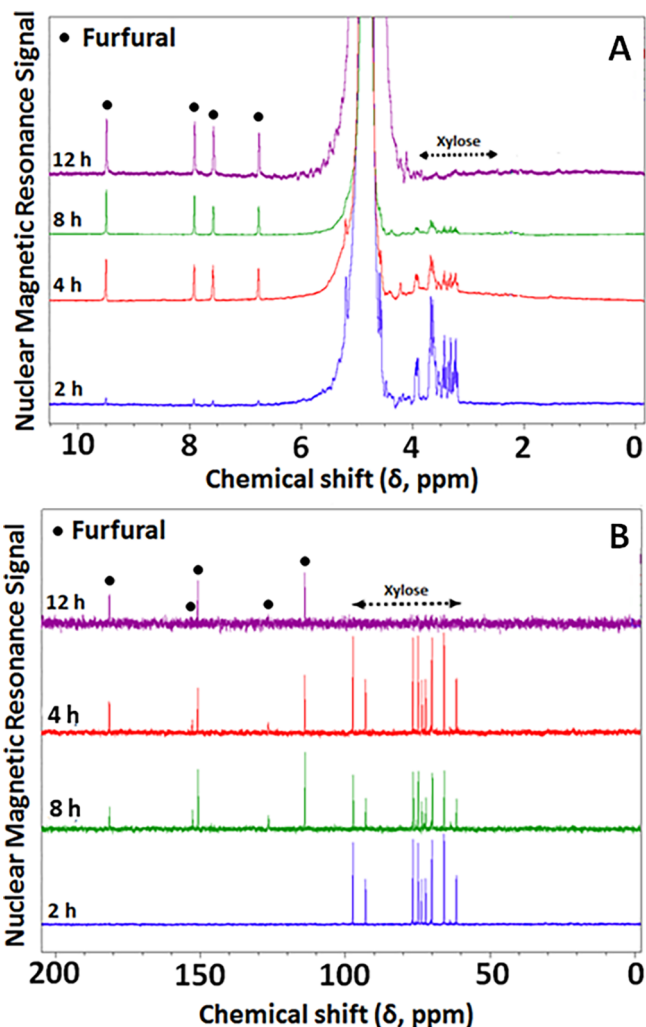 • Furfural
A
Nuclear Magnetic Resonance Signal
Xylose
12 h
8 h
4 h
2 h
10 8 6 4 2 0
Chemical shift (δ, ppm)
• Furfural
B
Nuclear Magnetic Resonance Signal
Xylose
12 h
4 h
8 h
2 h
200 150 100 50 0
Chemical shift (δ, ppm)